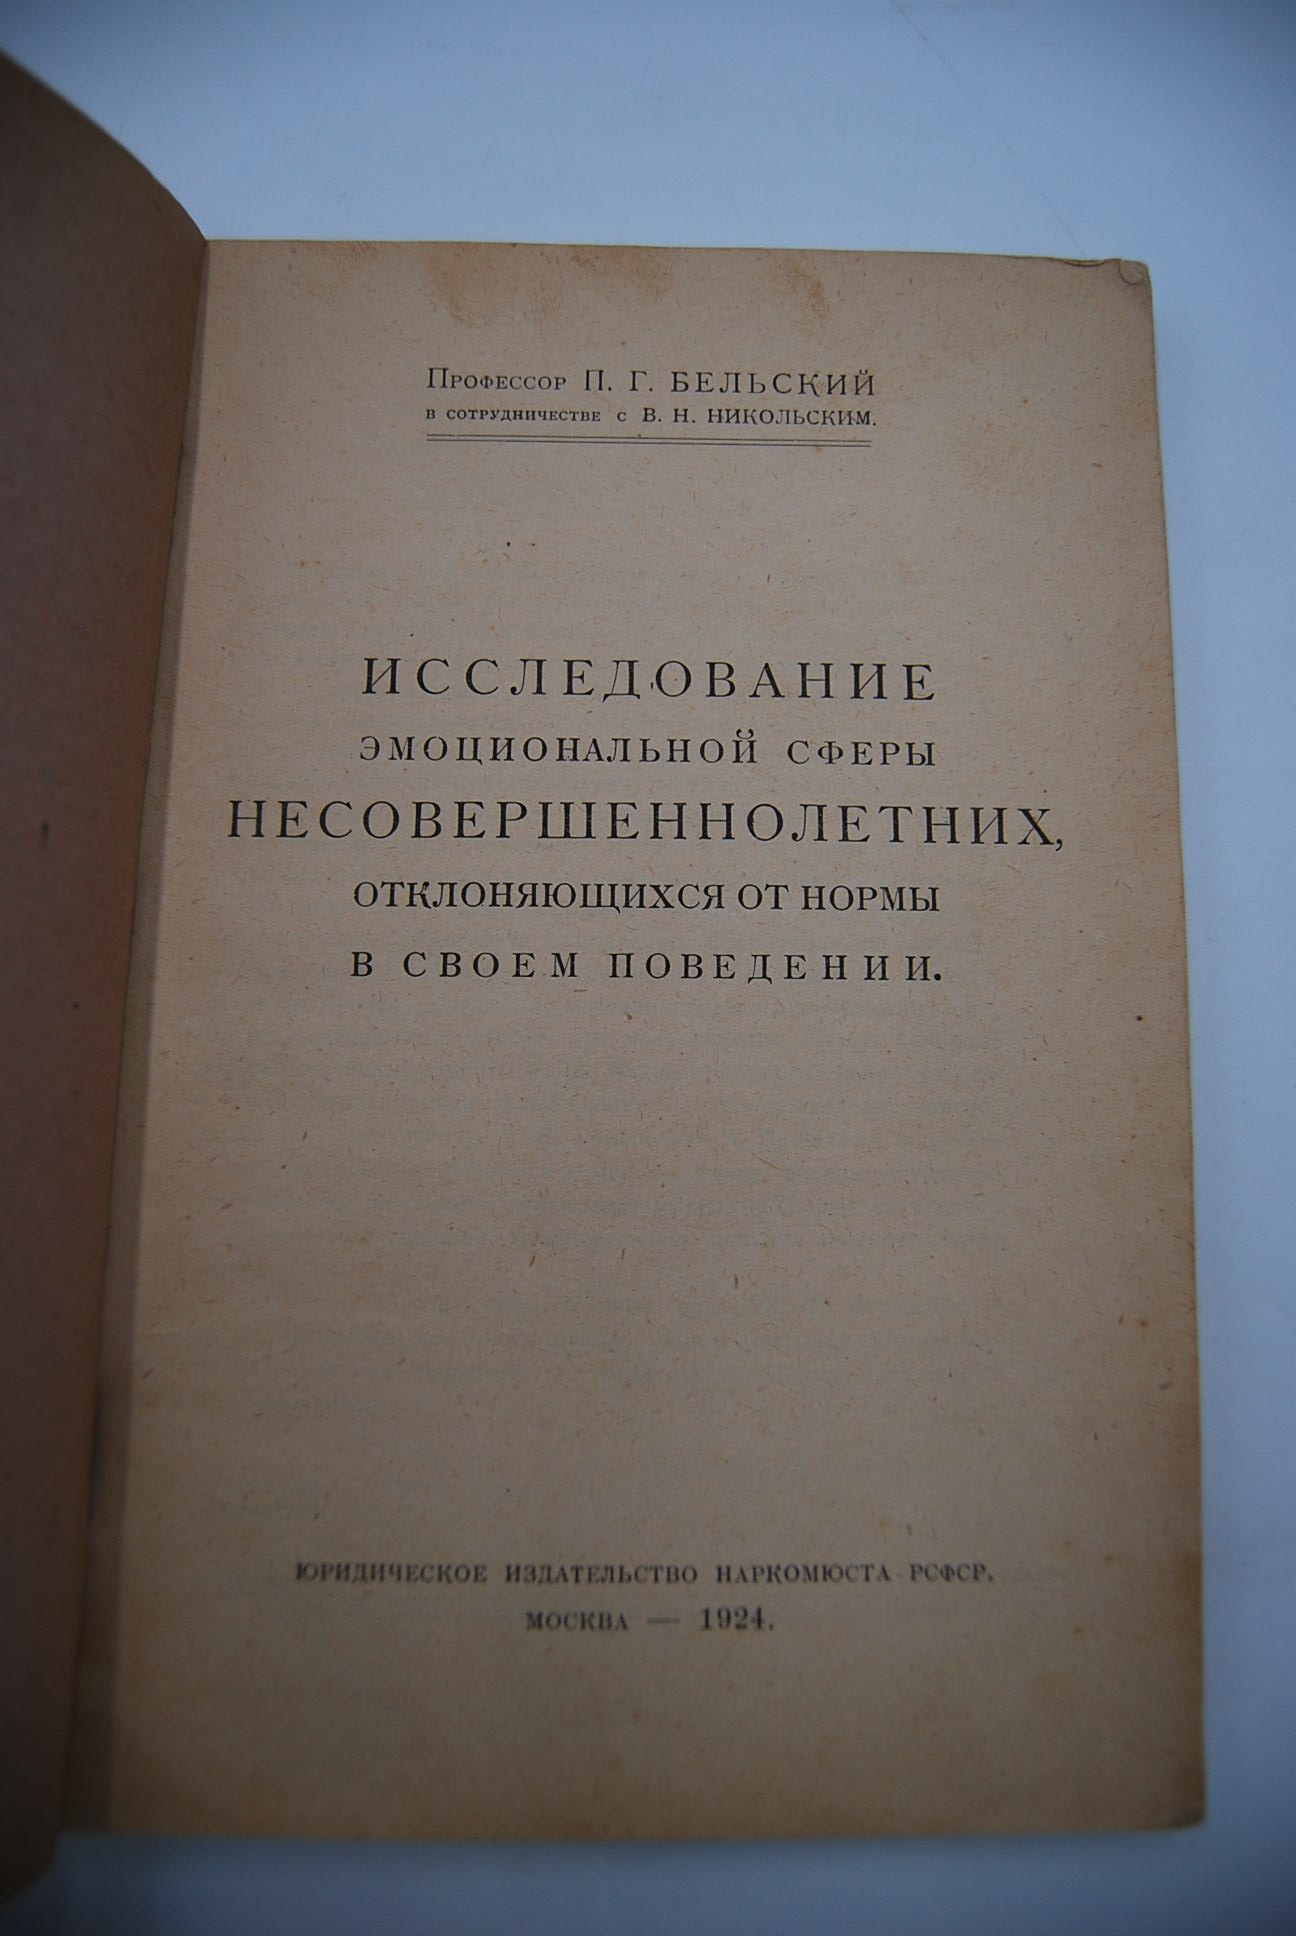 Профессор П. Г. БЕЛЬСКИЙ
в сотрудничестве с В. Н. НИКОЛЬСКИМ.
ИССЛЕДОВАНИЕ
ЭМОЦИОНАЛЬНОЙ СФЕРЫ
НЕСОВЕРШЕННОЛЕТНИХ,
ОТКЛОНЯЮЩИХСЯ ОТ НОРМЫ
В СВОЕМ ПОВЕДЕНИИ.
ЮРИДИЧЕСКОЕ ИЗДАТЕЛЬСТВО НАРКОМЮСТА РСФСР.
МОСКВА — 1924.